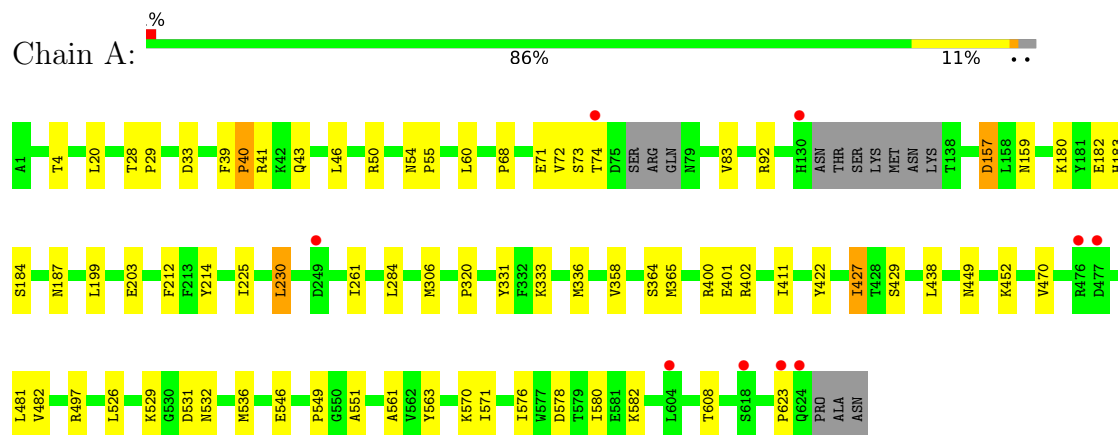 .%
Chain A:
86% 11% • •
A1 T4 L20 T28 P29 D33 F39 P40 R41 K42 Q43 L46 R50 N54 P55 L60 P68 E71 V72 S73 T74 D75 SER ARG GLN N79 V83 R92 H130 ASN THR SER LYS MET ASN LYS T138 D157 L158 N159 K180 Y181 E182 H183
S184 N187 L199 E203 F212 F213 Y214 I225 L230 D249 I261 L284 M306 P320 Y331 F332 K333 M336 V358 S364 M365 R400 E401 R402 I411 Y422 I427 T428 S429 L438 N449 K452 V470 R476 D477
L481 V482 R497 L526 K529 G530 D531 N532 M536 E546 P549 G550 A551 A561 V562 Y563 K570 I571 I576 W577 D578 T579 I580 E581 K582 L604 T608 S618 P623 Q624 PRO ALA ASN